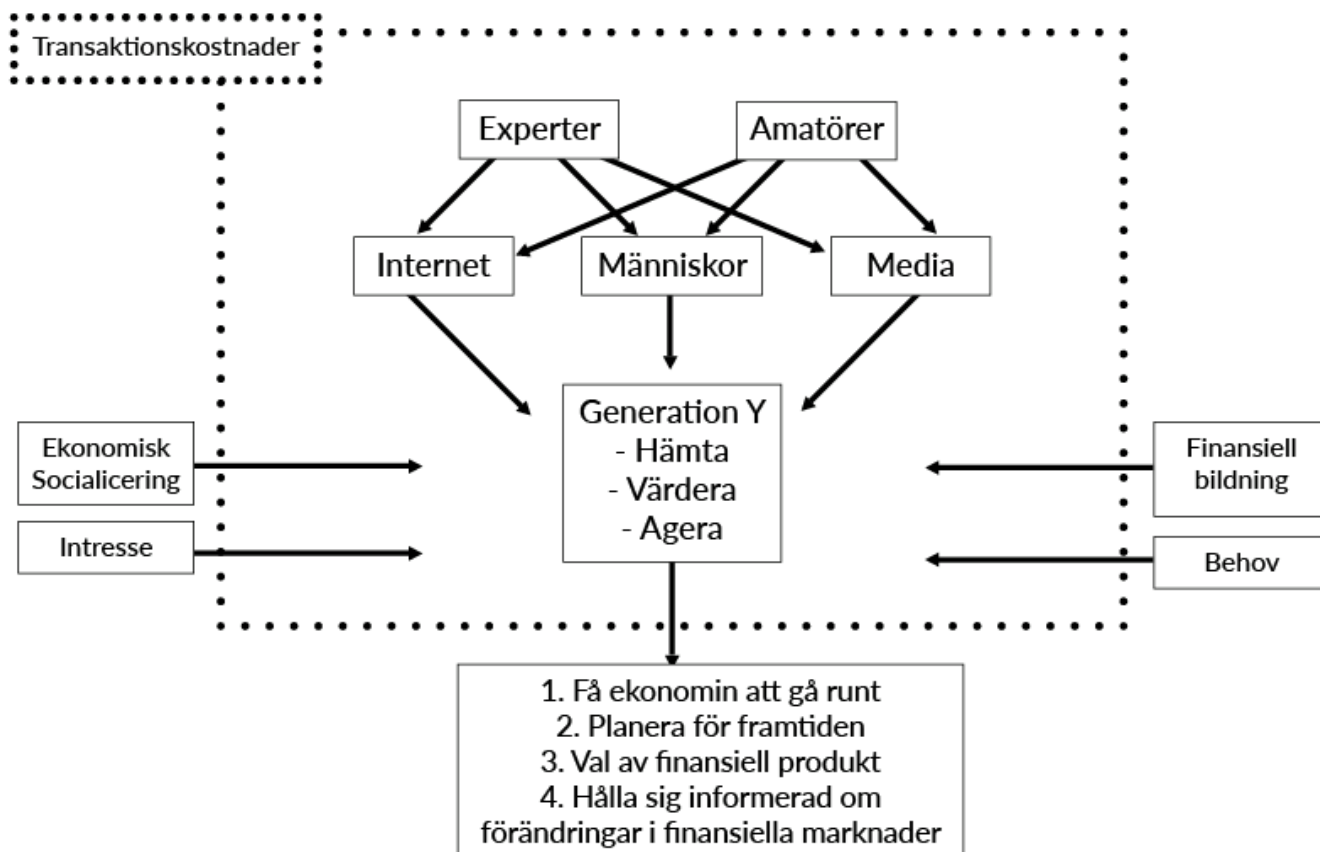 Transaktionskostnader
Experter
Amatörer
Internet
Människor
Media
Generation Y
- Hämta
- Värdera
- Agera
Ekonomisk
Socialicering
Intresse
Finansiell
bildning
Behov
1. Få ekonomin att gå runt
2. Planera för framtiden
3. Val av finansiell produkt
4. Hålla sig informerad om
förändringar i finansiella marknader